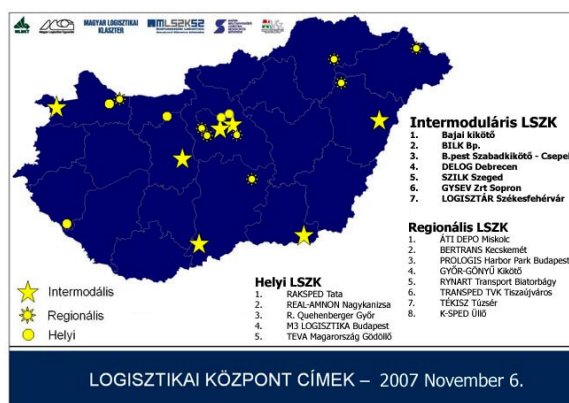 MAGYAR LOGISZTIKAI
KLASZTER
Intermoduláris LSZK
1. Bajai kikötő
2. BILK Bp.
3. B.pest Szabadkikötő - Csepel
4. DELOG Debrecen
5. SZILK Szeged
6. GYSEV Zrt Sopron
7. LOGISZTÁR Székesfehérvár
Regionális LSZK
1. ÁTI DEPO Miskolc
2. BERTRANS Kecskemét
3. PROLOGIS Harbor Park Budapest
4. GYŐR-GÖNYŰ Kikötő
5. RYNART Transport Biatorbágy
6. TRANSPED TVK Tiszaújváros
7. TÉKISZ Túzsér
8. K-SPED Üllő
Helyi LSZK
1. RAKSPED Tata
2. REAL-AMNON Nagykanizsa
3. R. Quehenberger Győr
4. M3 LOGISZTIKA Budapest
5. TEVA Magarország Gödöllő
Intermodális
Regionális
Helyi
LOGISZTIKAI KÖZPONT CÍMEK – 2007 November 6.